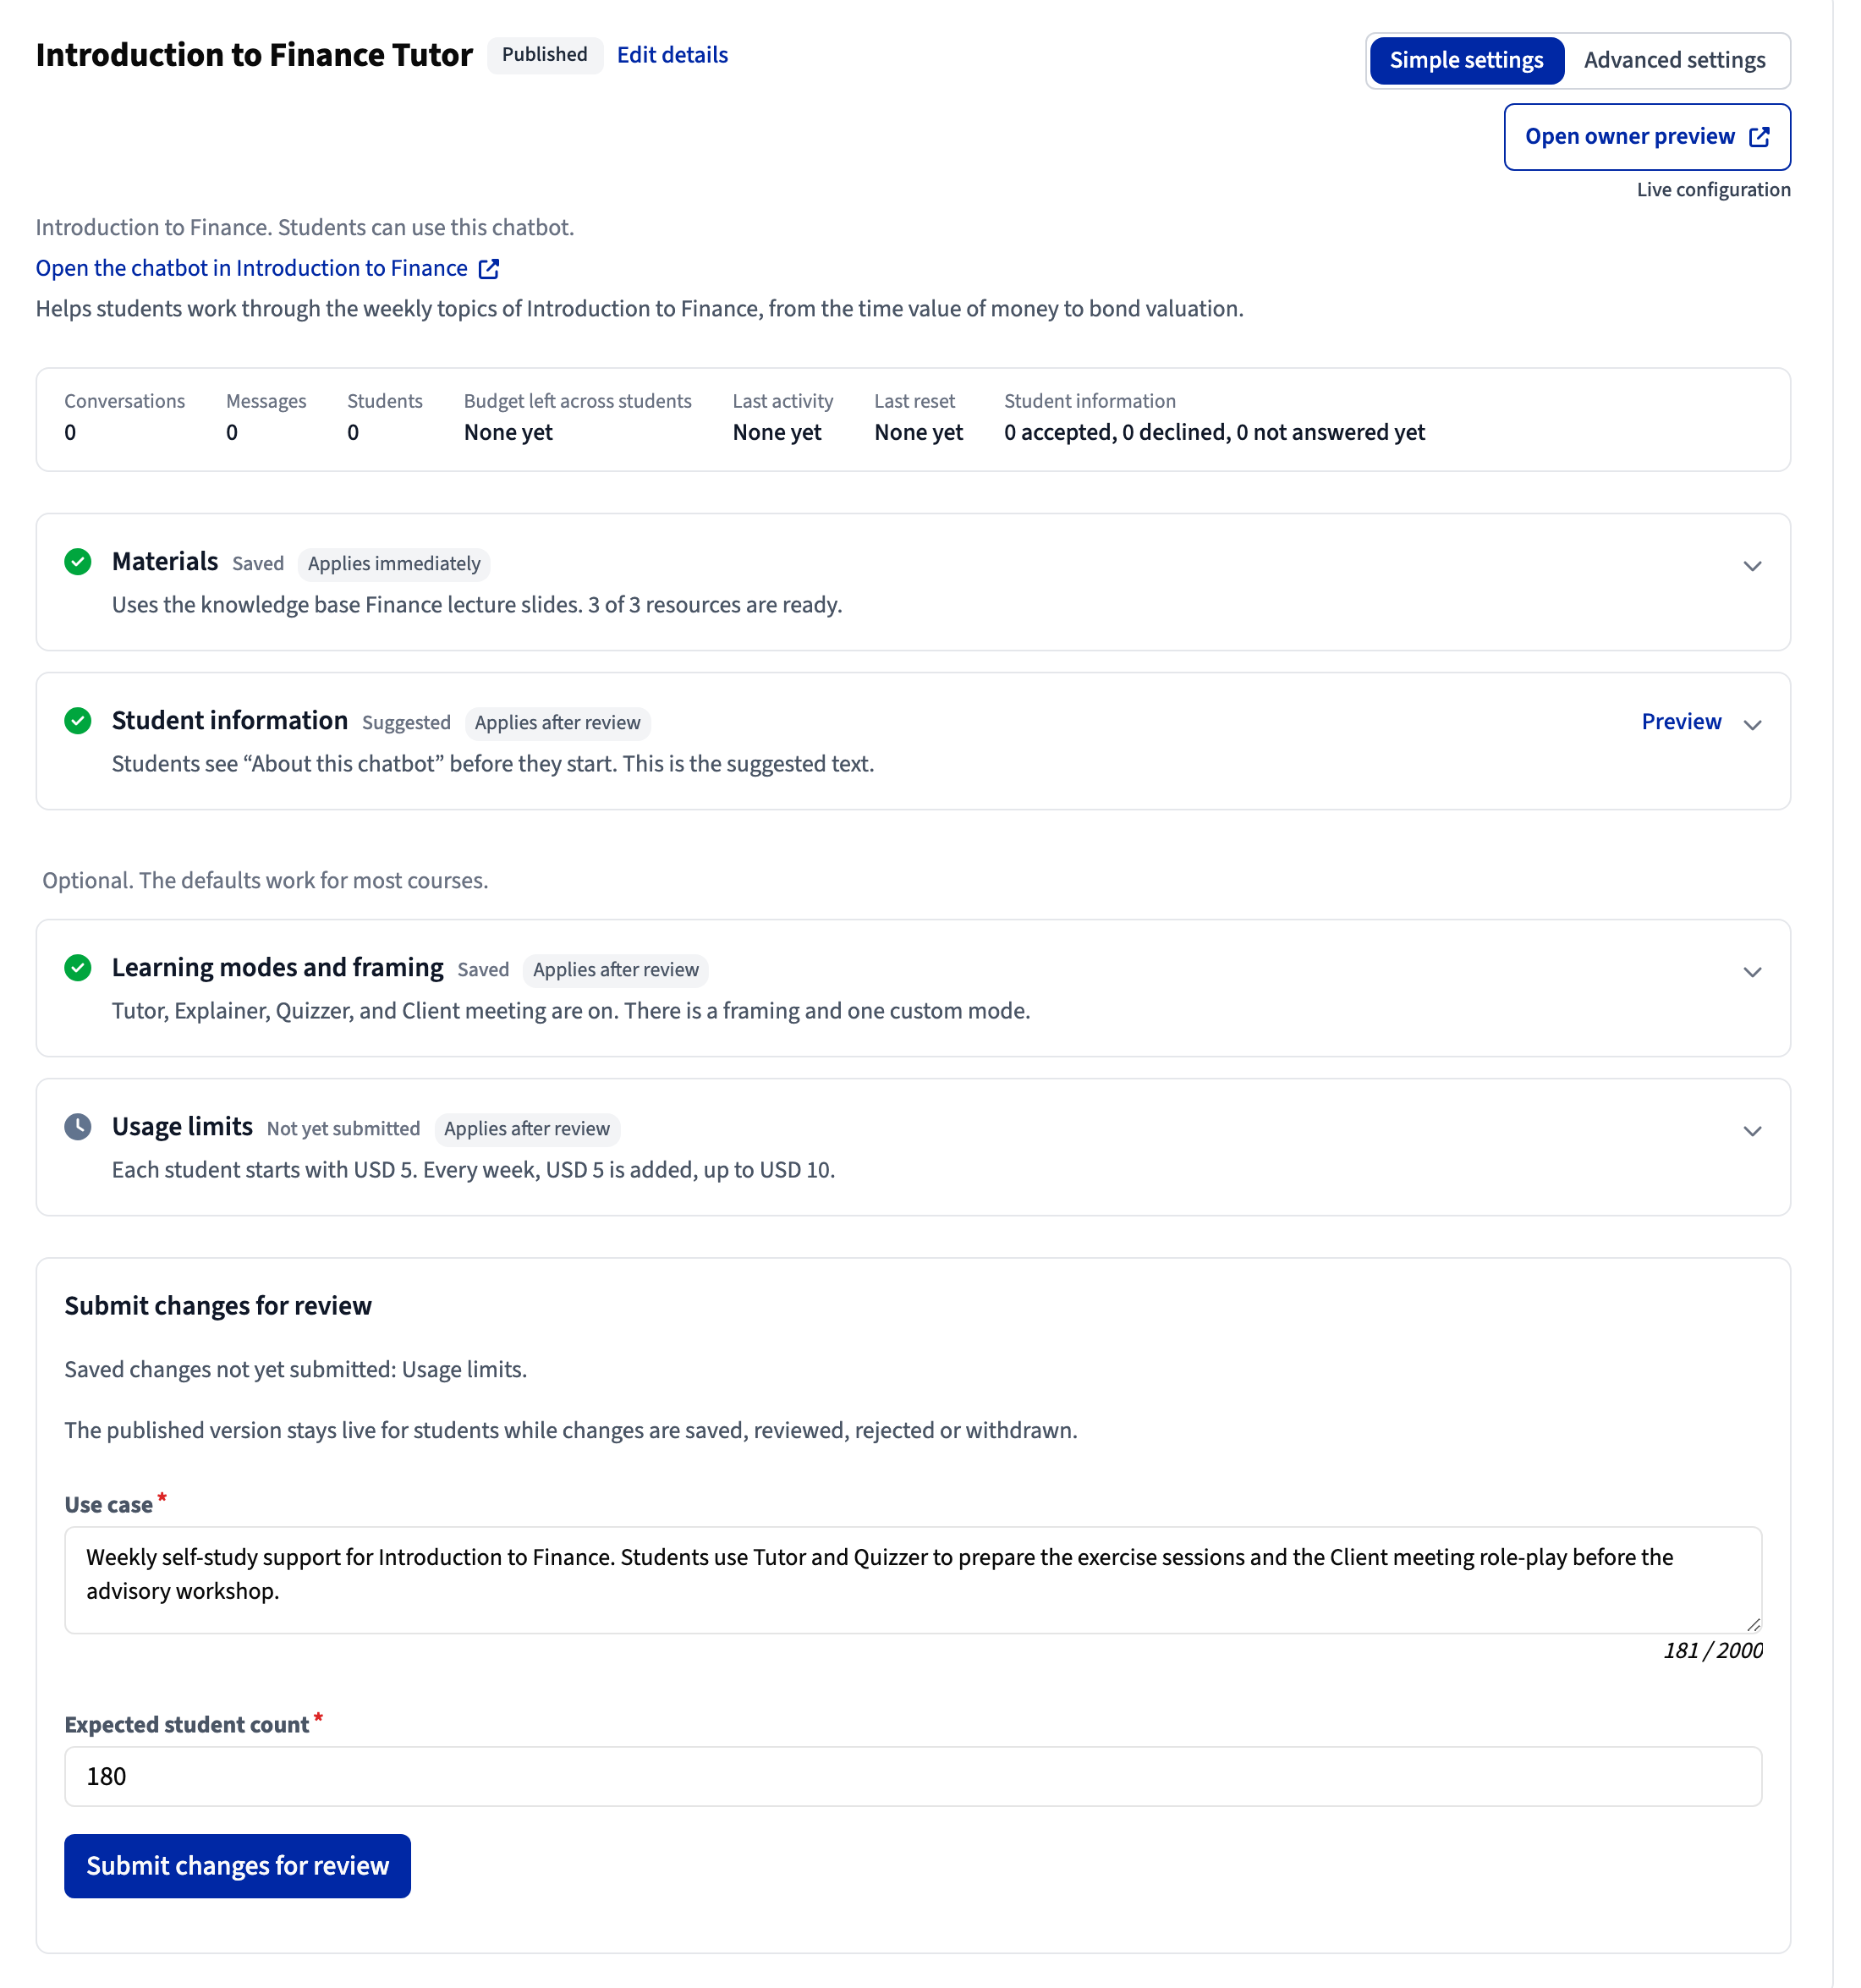 Introduction to Finance Tutor Published Edit details
Simple settings Advanced settings
Open owner preview
Live configuration
Introduction to Finance. Students can use this chatbot.
Open the chatbot in Introduction to Finance
Helps students work through the weekly topics of Introduction to Finance, from the time value of money to bond valuation.
Conversations Messages Students Budget left across students Last activity Last reset Student information
0 0 0 None yet None yet None yet 0 accepted, 0 declined, 0 not answered yet
Materials Saved Applies immediately
Uses the knowledge base Finance lecture slides. 3 of 3 resources are ready.
Student information Suggested Applies after review Preview
Students see “About this chatbot” before they start. This is the suggested text.
Optional. The defaults work for most courses.
Learning modes and framing Saved Applies after review
Tutor, Explainer, Quizzer, and Client meeting are on. There is a framing and one custom mode.
Usage limits Not yet submitted Applies after review
Each student starts with USD 5. Every week, USD 5 is added, up to USD 10.
Submit changes for review
Saved changes not yet submitted: Usage limits.
The published version stays live for students while changes are saved, reviewed, rejected or withdrawn.
Use case *
Weekly self-study support for Introduction to Finance. Students use Tutor and Quizzer to prepare the exercise sessions and the Client meeting role-play before the
advisory workshop.
181 / 2000
Expected student count *
180
Submit changes for review